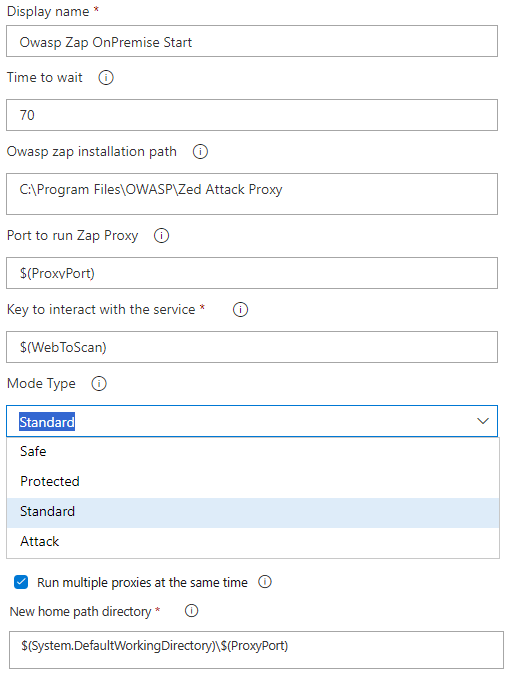 Display name *
Owasp Zap OnPremise Start
Time to wait
70
Owasp zap installation path
C:\Program Files\OWASP\Zed Attack Proxy
Port to run Zap Proxy
$(ProxyPort)
Key to interact with the service *
$(WebToScan)
Mode Type
Standard
Safe
Protected
Standard
Attack
Run multiple proxies at the same time
New home path directory *
$(System.DefaultWorkingDirectory)\$(ProxyPort)